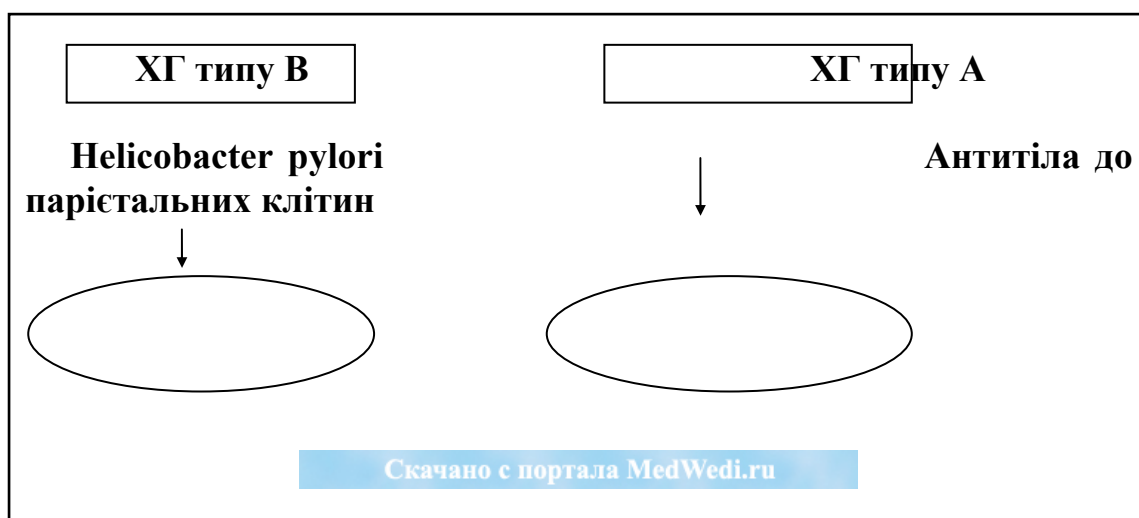 ХГ типу В ХГ типу А
Helicobacter pylori Антитіла до
парієтальних клітин
Скачано с портала MedWedi.ru